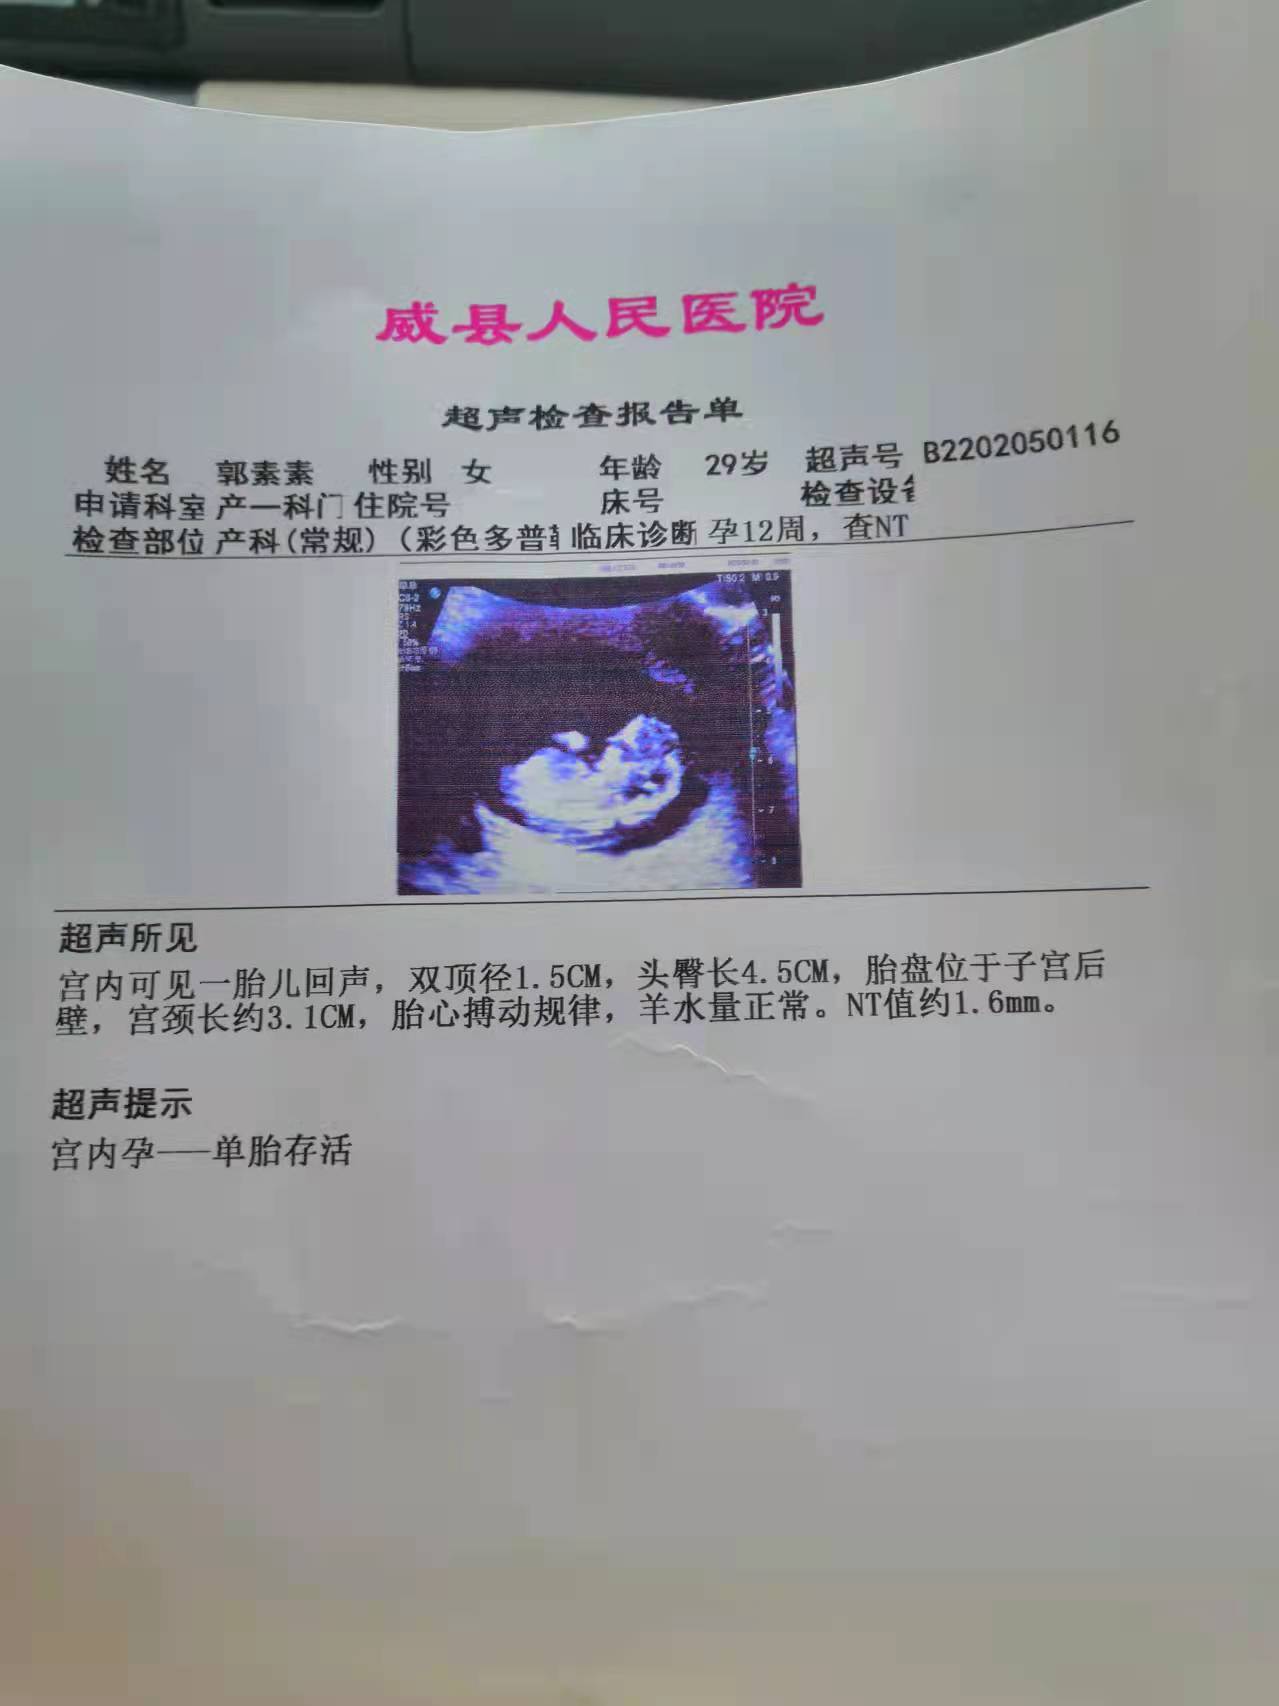 威县人民医院
超声检查报告单
姓名 郭素素 性别 女 年龄 29岁 超声号 B2202050116
申请科室 产一科门 住院号 床号 检查设
检查部位 产科(常规) (彩色多普 临床诊断 孕12周，查NT
超声所见
宫内可见一胎儿回声，双顶径1.5CM，头臀长4.5CM，胎盘位于子宫后
壁，宫颈长约3.1CM，胎心搏动规律，羊水量正常。NT值约1.6mm。
超声提示
宫内孕——单胎存活